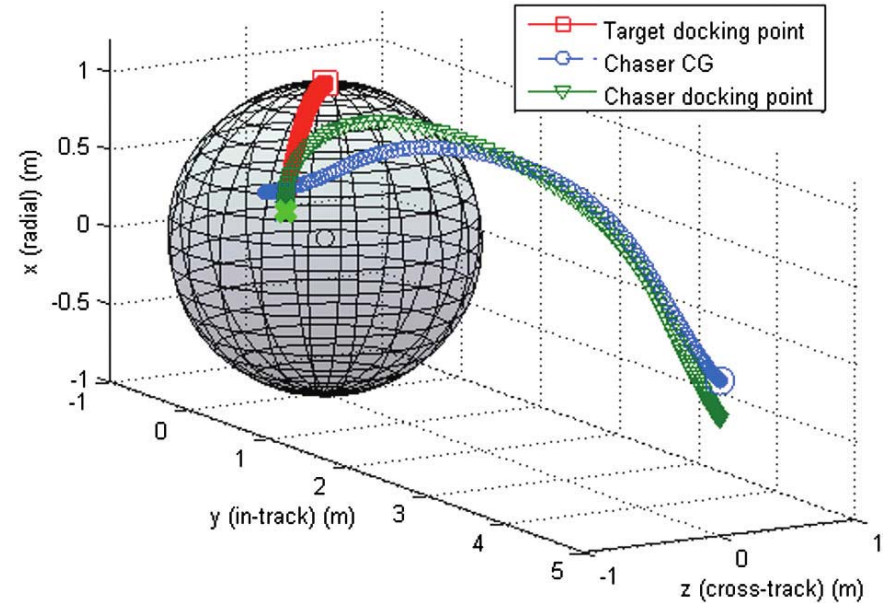 Target docking point
Chaser CG
Chaser docking point
1
0.5
0
-0.5
-1
x (radial) (m)
-1
0
1
2
3
4
5
y (in-track) (m)
-1
0
1
z (cross-track) (m)